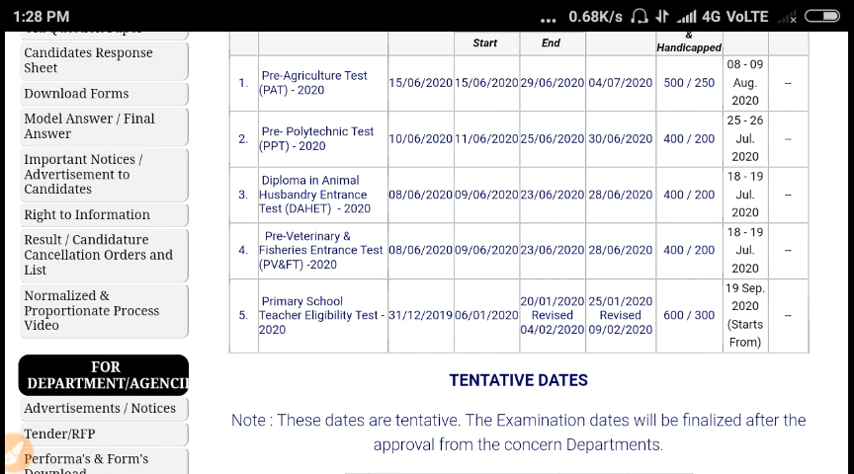 1:28 PM
... 0.68K/s 4G VoLTE
Candidates Response
Sheet
Download Forms
Model Answer / Final
Answer
Important Notices /
Advertisement to
Candidates
Right to Information
Result / Candidature
Cancellation Orders and
List
Normalized &
Proportionate Process
Video
FOR
DEPARTMENT/AGENCI
Advertisements / Notices
Tender/RFP
Performa's & Form's
Download
Start End & Handicapped
1. Pre-Agriculture Test (PAT) - 2020 15/06/2020 15/06/2020 29/06/2020 04/07/2020 500 / 250 08 - 09 Aug. 2020 --
2. Pre- Polytechnic Test (PPT) - 2020 10/06/2020 11/06/2020 25/06/2020 30/06/2020 400 / 200 25 - 26 Jul. 2020 --
3. Diploma in Animal Husbandry Entrance Test (DAHET) - 2020 08/06/2020 09/06/2020 23/06/2020 28/06/2020 400 / 200 18 - 19 Jul. 2020 --
4. Pre-Veterinary & Fisheries Entrance Test (PV&FT) -2020 08/06/2020 09/06/2020 23/06/2020 28/06/2020 400 / 200 18 - 19 Jul. 2020 --
5. Primary School Teacher Eligibility Test - 2020 31/12/2019 06/01/2020 20/01/2020 Revised 04/02/2020 25/01/2020 Revised 09/02/2020 600 / 300 19 Sep. 2020 (Starts From) --
TENTATIVE DATES
Note : These dates are tentative. The Examination dates will be finalized after the
approval from the concern Departments.